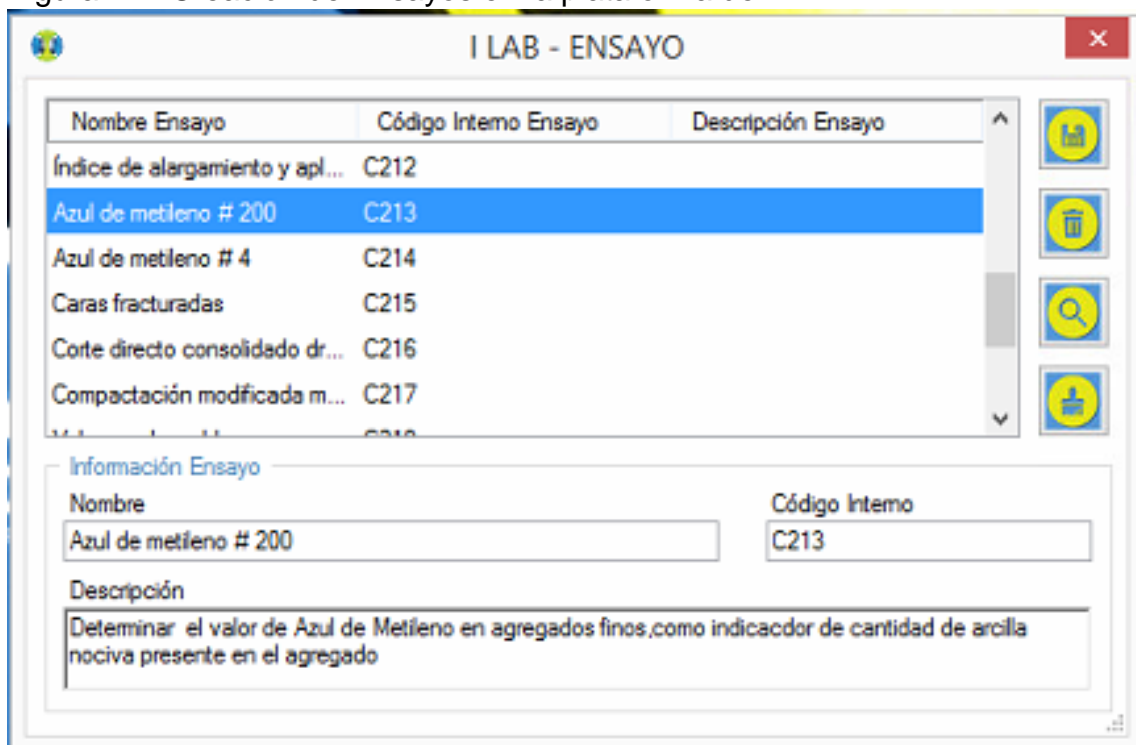 I LAB - ENSAYO
Nombre Ensayo Código Interno Ensayo Descripción Ensayo
Índice de alargamiento y apl... C212
Azul de metileno # 200 C213
Azul de metileno # 4 C214
Caras fracturadas C215
Corte directo consolidado dr... C216
Compactación modificada m... C217
Información Ensayo
Nombre Código Interno
Azul de metileno # 200 C213
Descripción
Determinar el valor de Azul de Metileno en agregados finos,como indicacdor de cantidad de arcilla
nociva presente en el agregado